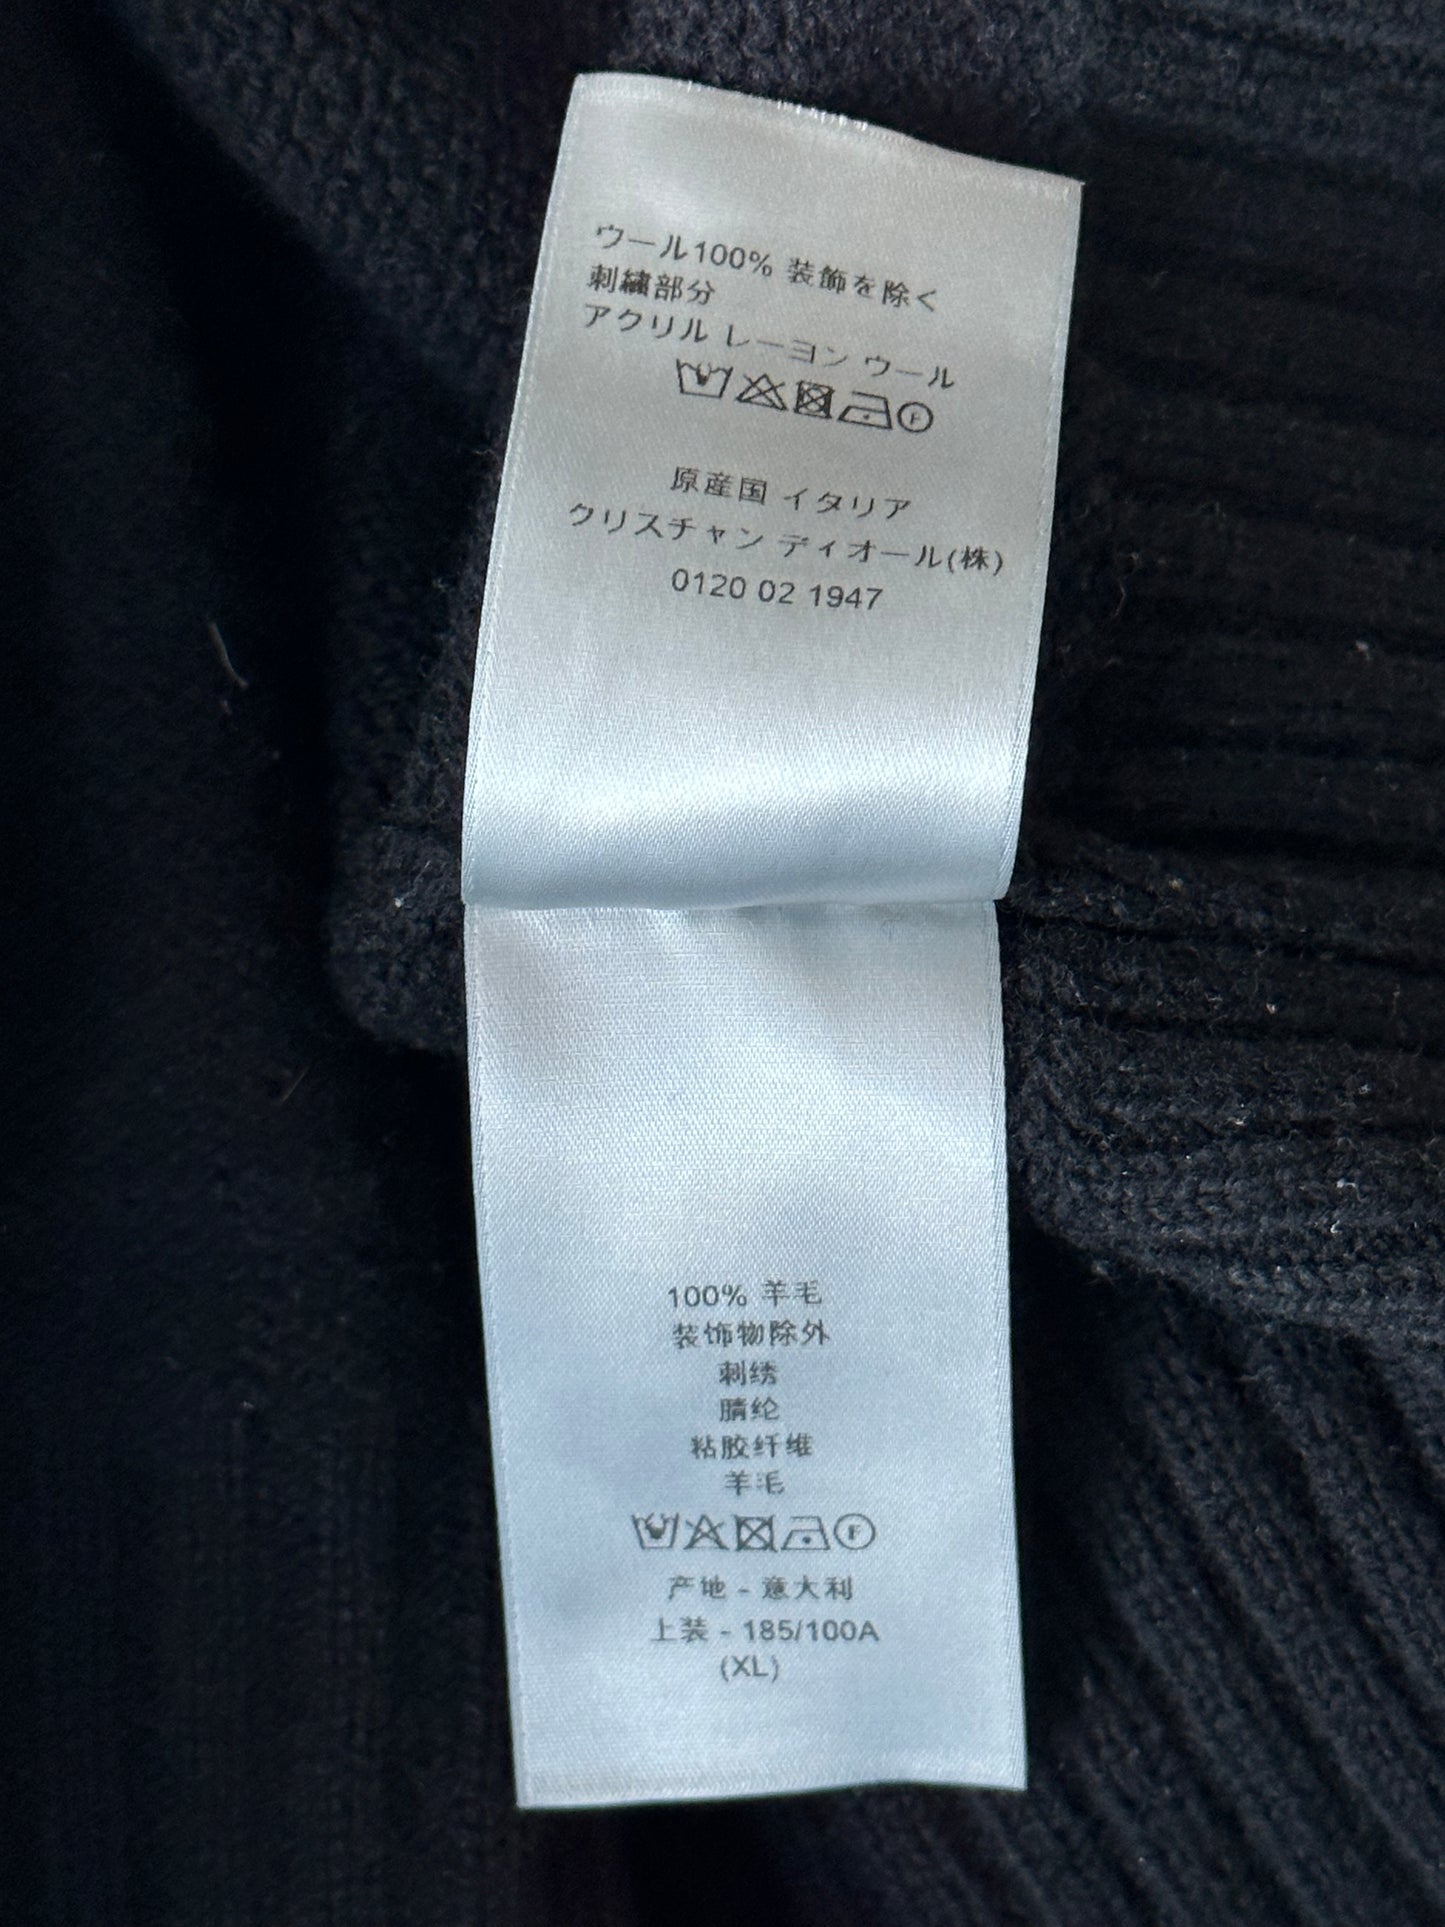 ウール100% 装飾を除く
刺繍部分
アクリル レーヨン ウール
F
原産国 イタリア
クリスチャン ディオール(株)
0120 02 1947
100% 羊毛
装饰物除外
刺绣
腈纶
粘胶纤维
羊毛
F
产地 - 意大利
上装 - 185/100A
(XL)